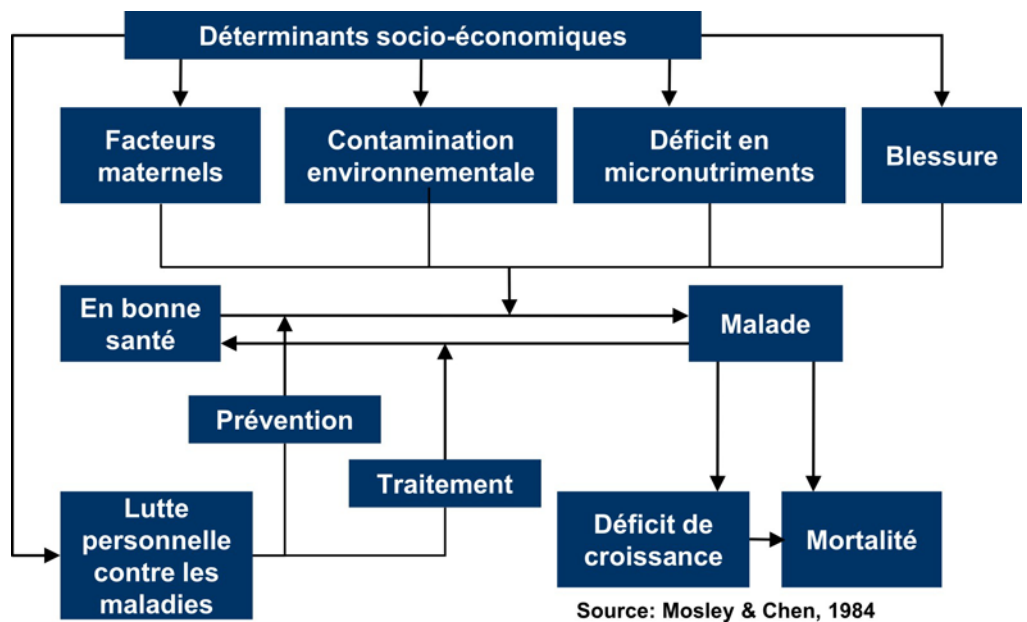 Déterminants socio-économiques
Facteurs
maternels
Contamination
environnementale
Déficit en
micronutriments
Blessure
En bonne
santé
Malade
Prévention
Traitement
Lutte
personnelle
contre les
maladies
Déficit de
croissance
Mortalité
Source: Mosley & Chen, 1984